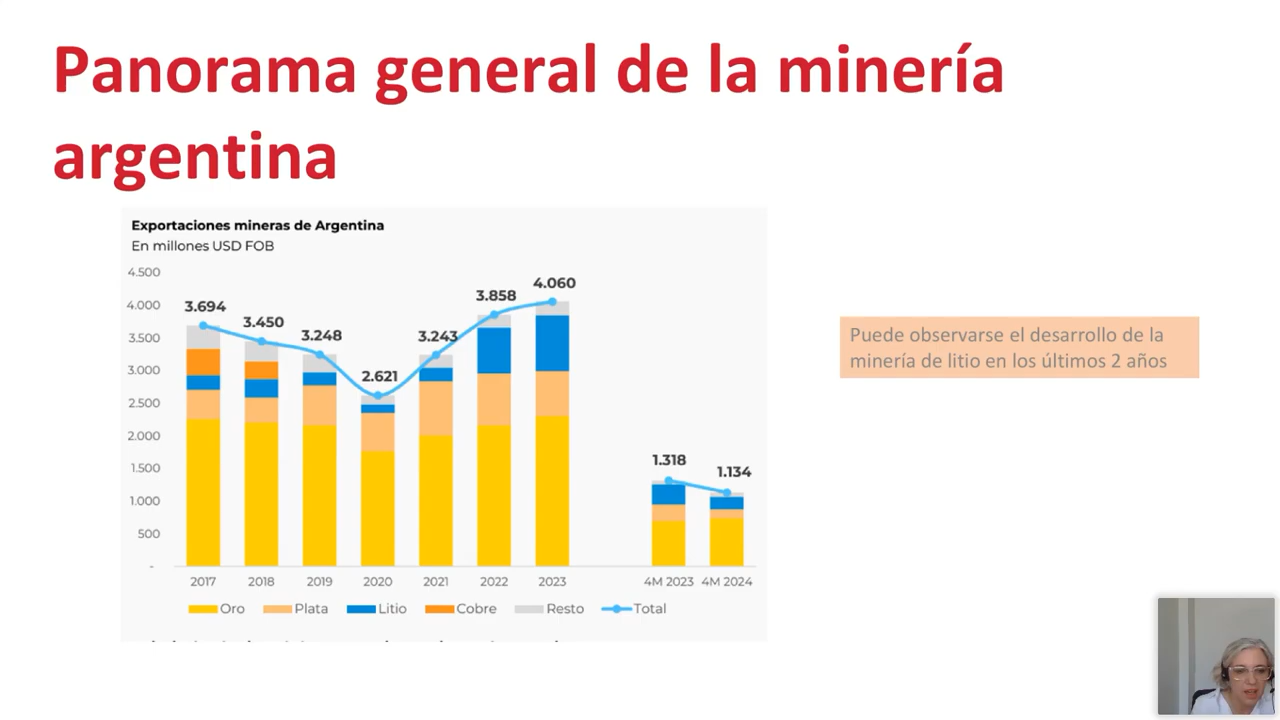 Panorama general de la minería
argentina
Exportaciones mineras de Argentina
En millones USD FOB
4.500
4.000
3.500
3.000
2.500
2.000
1.500
1.000
500
-
3.694
3.450
3.248
2.621
3.243
3.858
4.060
1.318
1.134
2017 2018 2019 2020 2021 2022 2023 4M 2023 4M 2024
Oro Plata Litio Cobre Resto Total
Puede observarse el desarrollo de la
minería de litio en los últimos 2 años